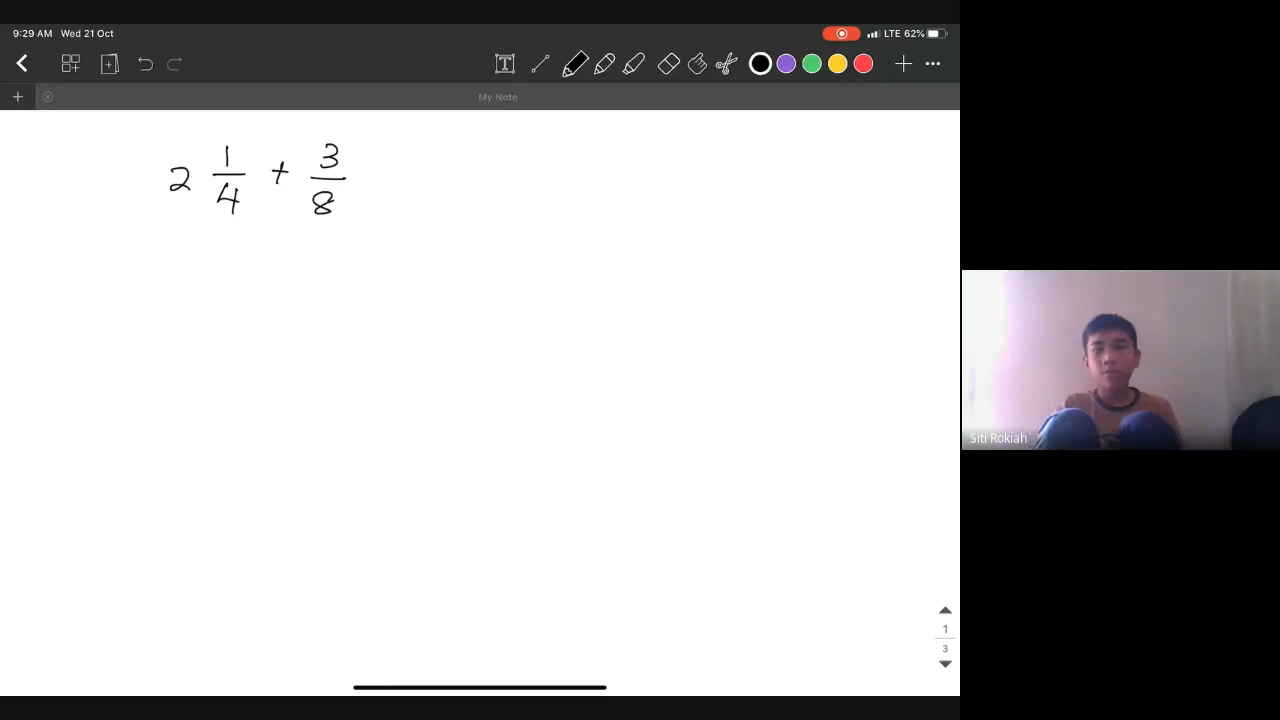 9:29 AM Wed 21 Oct LTE 62%
T
My Note
2 1/4 + 3/8
Siti Rokiah
1
3